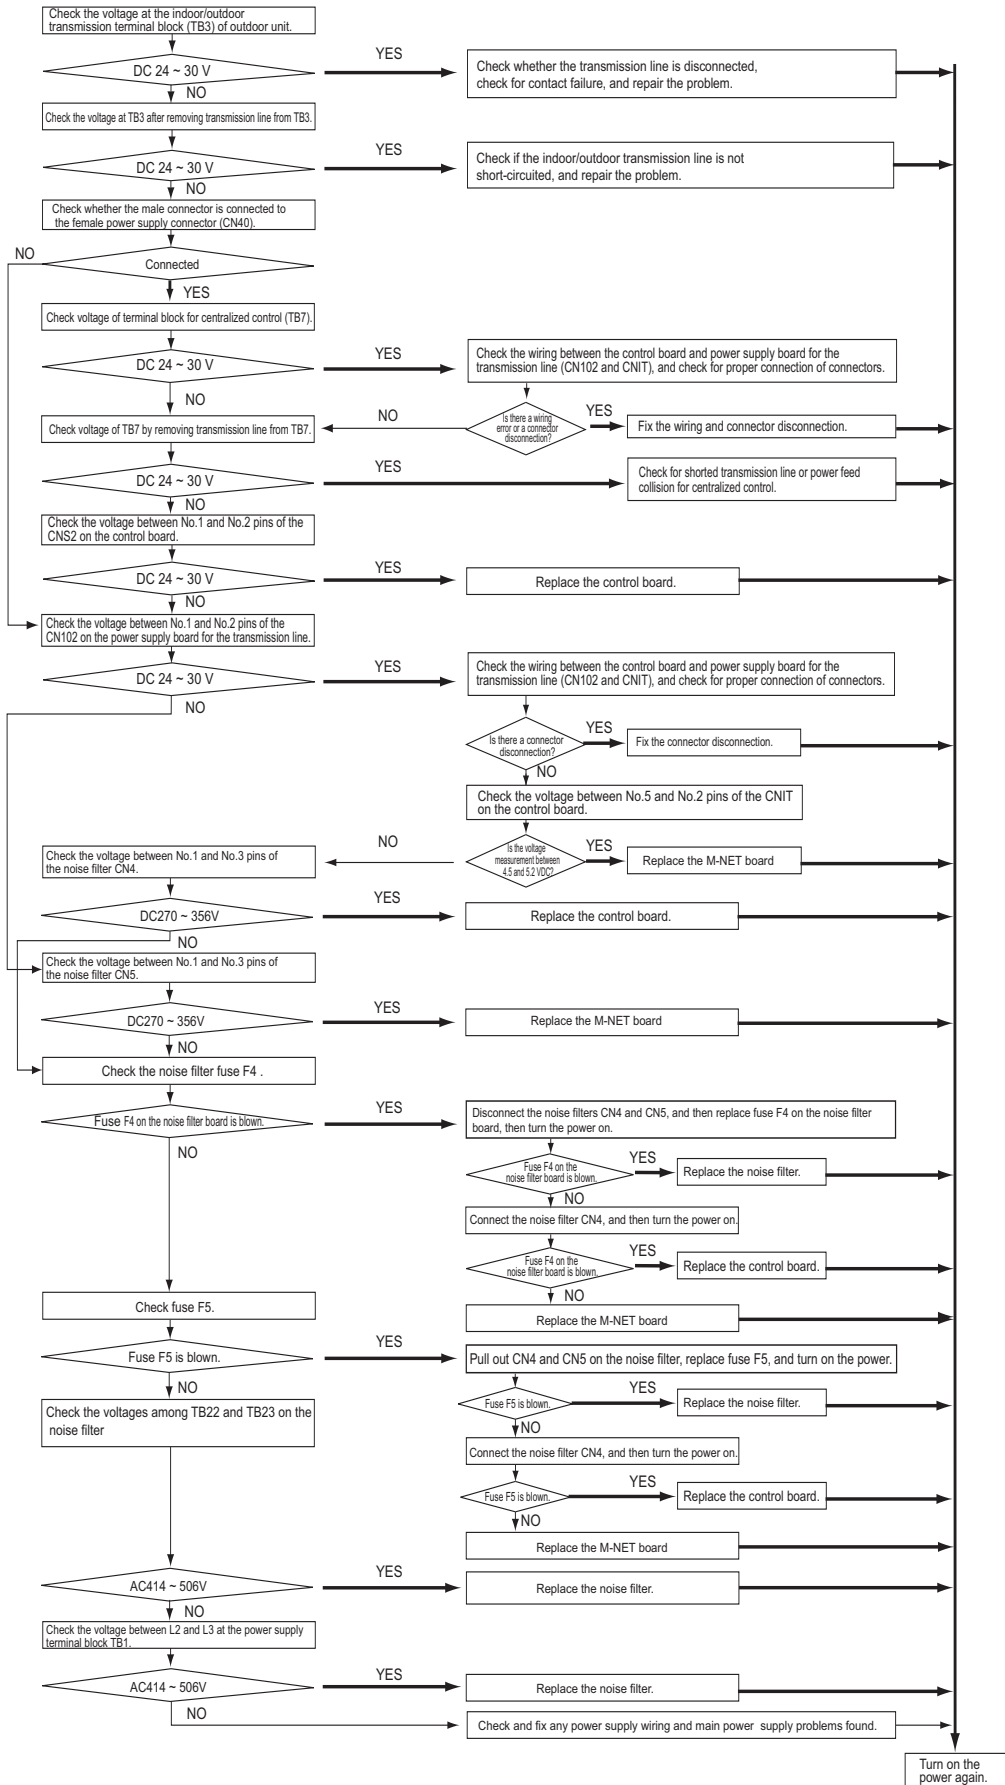 Check the voltage at the indoor/outdoor
transmission terminal block (TB3) of outdoor unit.
DC 24 ~ 30 V
YES
Check whether the transmission line is disconnected,
check for contact failure, and repair the problem.
NO
Check the voltage at TB3 after removing transmission line from TB3.
DC 24 ~ 30 V
YES
Check if the indoor/outdoor transmission line is not
short-circuited, and repair the problem.
NO
Check whether the male connector is connected to
the female power supply connector (CN40).
NO
Connected
YES
Check voltage of terminal block for centralized control (TB7).
DC 24 ~ 30 V
YES
Check the wiring between the control board and power supply board for the
transmission line (CN102 and CNIT), and check for proper connection of connectors.
NO
Check voltage of TB7 by removing transmission line from TB7.
NO
Is there a wiring
error or a connector
disconnection?
YES
Fix the wiring and connector disconnection.
DC 24 ~ 30 V
YES
Check for shorted transmission line or power feed
collision for centralized control.
NO
Check the voltage between No.1 and No.2 pins of the
CNS2 on the control board.
DC 24 ~ 30 V
YES
Replace the control board.
NO
Check the voltage between No.1 and No.2 pins of the
CN102 on the power supply board for the transmission line.
DC 24 ~ 30 V
YES
Check the wiring between the control board and power supply board for the
transmission line (CN102 and CNIT), and check for proper connection of connectors.
NO
Is there a connector
disconnection?
YES
Fix the connector disconnection.
NO
Check the voltage between No.5 and No.2 pins of the CNIT
on the control board.
Is the voltage
measurement between
4.5 and 5.2 VDC?
YES
Replace the M-NET board
NO
Check the voltage between No.1 and No.3 pins of
the noise filter CN4.
DC270 ~ 356V
YES
Replace the control board.
NO
Check the voltage between No.1 and No.3 pins of
the noise filter CN5.
DC270 ~ 356V
YES
Replace the M-NET board
NO
Check the noise filter fuse F4 .
Fuse F4 on the noise filter board is blown.
YES
Disconnect the noise filters CN4 and CN5, and then replace fuse F4 on the noise filter
board, then turn the power on.
NO
Fuse F4 on the
noise filter board is blown.
YES
Replace the noise filter.
NO
Connect the noise filter CN4, and then turn the power on.
Fuse F4 on the
noise filter board is blown.
YES
Replace the control board.
NO
Replace the M-NET board
Check fuse F5.
Fuse F5 is blown.
YES
Pull out CN4 and CN5 on the noise filter, replace fuse F5, and turn on the power.
NO
Fuse F5 is blown.
YES
Replace the noise filter.
NO
Check the voltages among TB22 and TB23 on the
noise filter
Connect the noise filter CN4, and then turn the power on.
Fuse F5 is blown.
YES
Replace the control board.
NO
Replace the M-NET board
AC414 ~ 506V
YES
Replace the noise filter.
NO
Check the voltage between L2 and L3 at the power supply
terminal block TB1.
AC414 ~ 506V
YES
Replace the noise filter.
NO
Check and fix any power supply wiring and main power supply problems found.
Turn on the
power again.